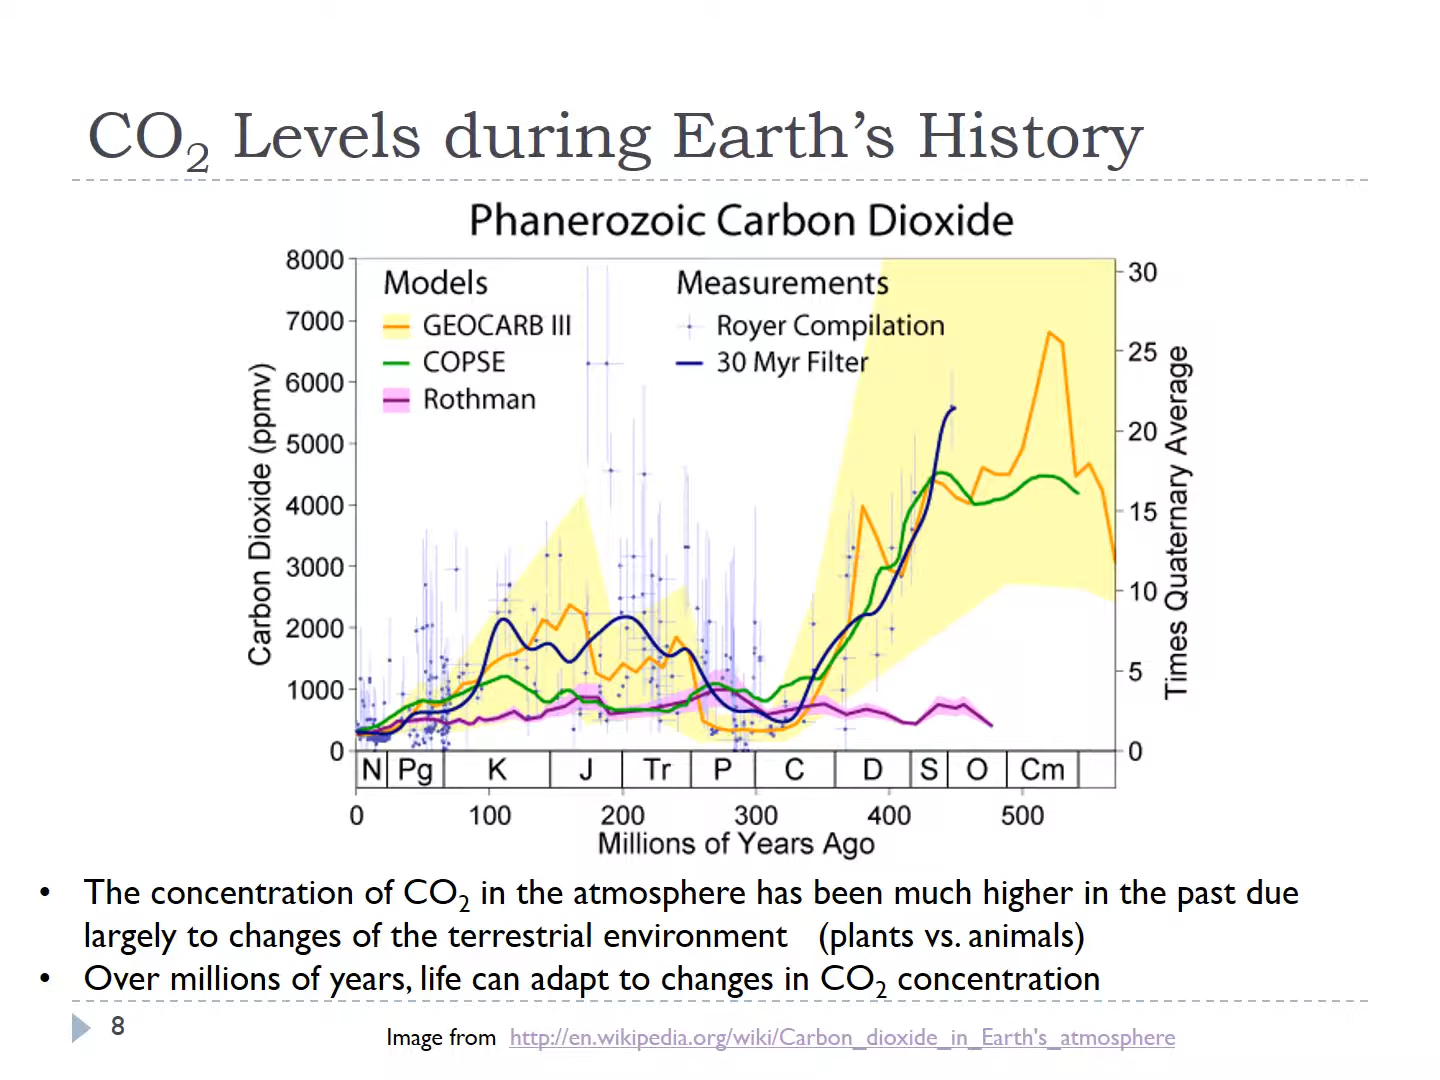 CO₂ Levels during Earth's History
Phanerozoic Carbon Dioxide
Models
GEOCARB III
COPSE
Rothman
Measurements
Royer Compilation
30 Myr Filter
Carbon Dioxide (ppmv)
8000
7000
6000
5000
4000
3000
2000
1000
0
Times Quaternary Average
30
25
20
15
10
5
0
N Pg K J Tr P C D S O Cm
0 100 200 300 400 500
Millions of Years Ago
• The concentration of CO₂ in the atmosphere has been much higher in the past due
largely to changes of the terrestrial environment (plants vs. animals)
• Over millions of years, life can adapt to changes in CO₂ concentration
8
Image from http://en.wikipedia.org/wiki/Carbon_dioxide_in_Earth's_atmosphere